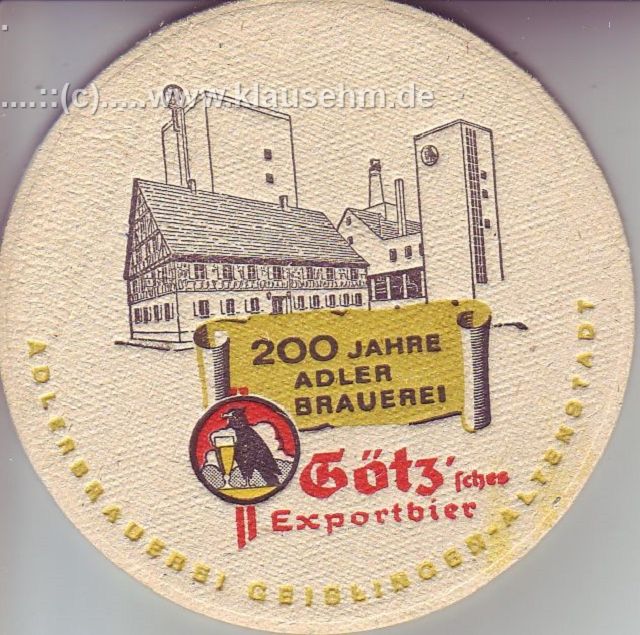 .....::(c).....www.klausehm.de
200 JAHRE
ADLER
BRAUEREI
Götz'sches
Exportbier
ADLERBRAUEREI GEISLINGEN-ALTENSTADT